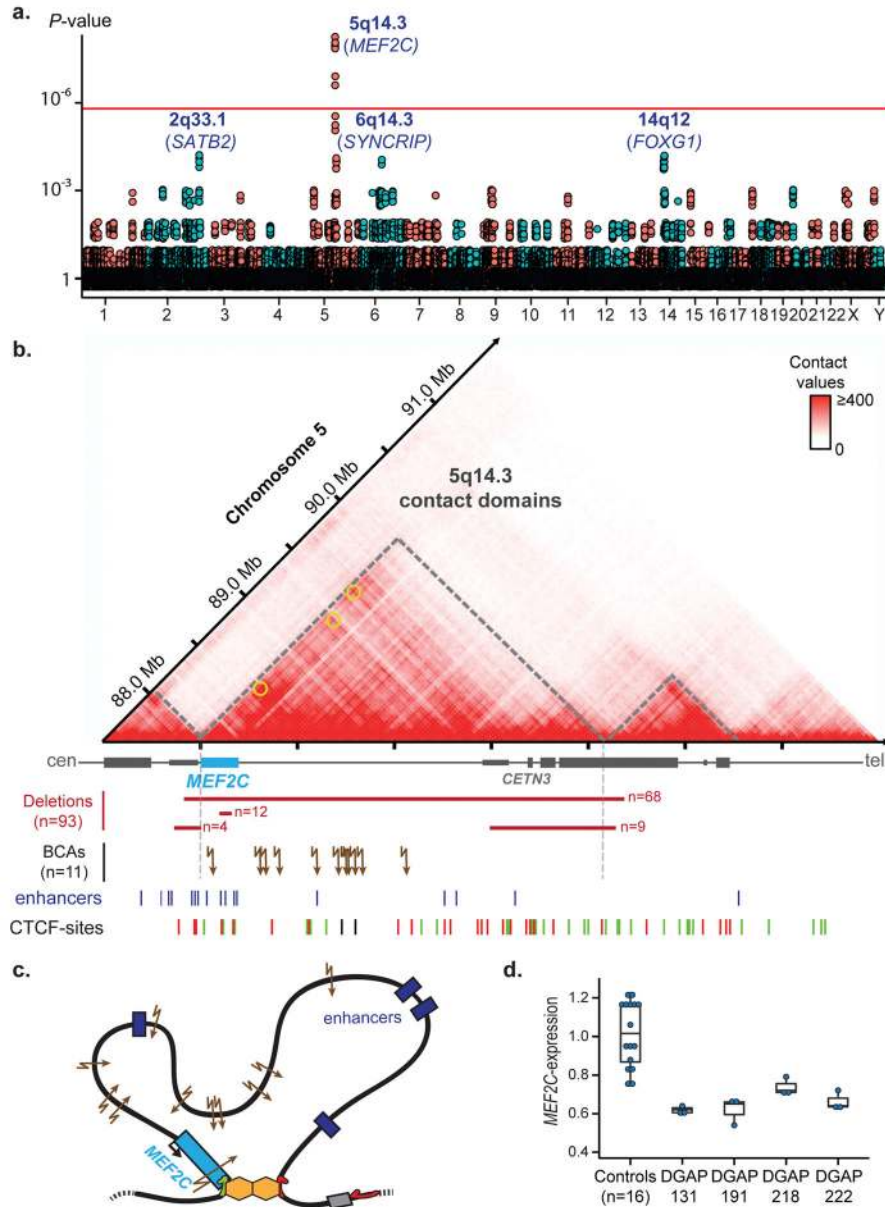 a.
P-value
5q14.3
(MEF2C)
10⁻⁶
2q33.1
(SATB2)
6q14.3
(SYNCRIP)
14q12
(FOXG1)
10⁻³
1
1 2 3 4 5 6 7 8 9 10 11 12 13 14 15 16 17 18 19 20 21 22 X Y
b.
Contact
values
≥400
0
Chromosome 5
88.0 Mb
89.0 Mb
90.0 Mb
91.0 Mb
5q14.3
contact domains
cen
tel
MEF2C
CETN3
Deletions
(n=93)
n=68
n=12
n=4
n=9
BCAs
(n=11)
enhancers
CTCF-sites
c.
enhancers
MEF2C
d.
MEF2C-expression
1.2
1.0
0.8
0.6
0.4
Controls
(n=16)
DGAP
131
DGAP
191
DGAP
218
DGAP
222